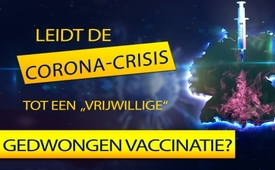 LEIDT DE
CORONA-CRISIS
TOT EEN „VRIJWILLIGE“
GEDWONGEN VACCINATIE?